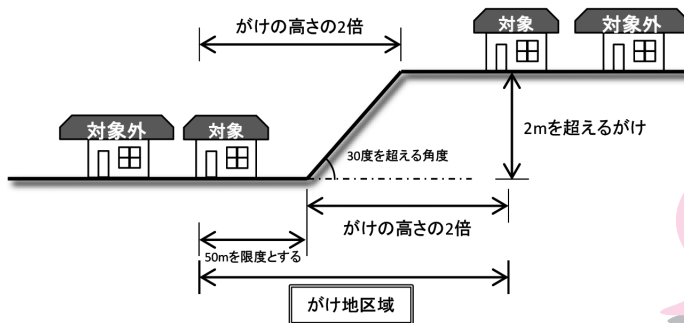 がけの高さの2倍
対象
対象外
対象外
対象
2mを超えるがけ
30度を超える角度
がけの高さの2倍
50mを限度とする
がけ地区域